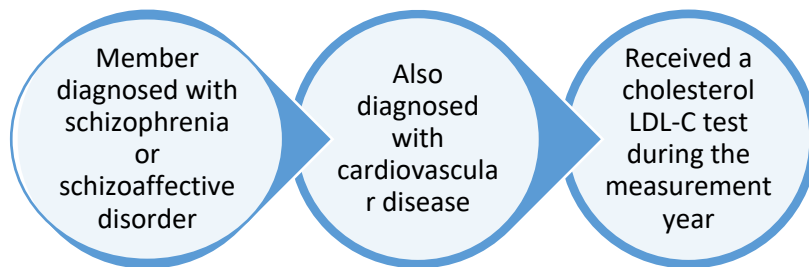 Member
diagnosed with
schizophrenia
or
schizoaffective
disorder
Also
diagnosed
with
cardiovascula
r disease
Received a
cholesterol
LDL-C test
during the
measurement
year